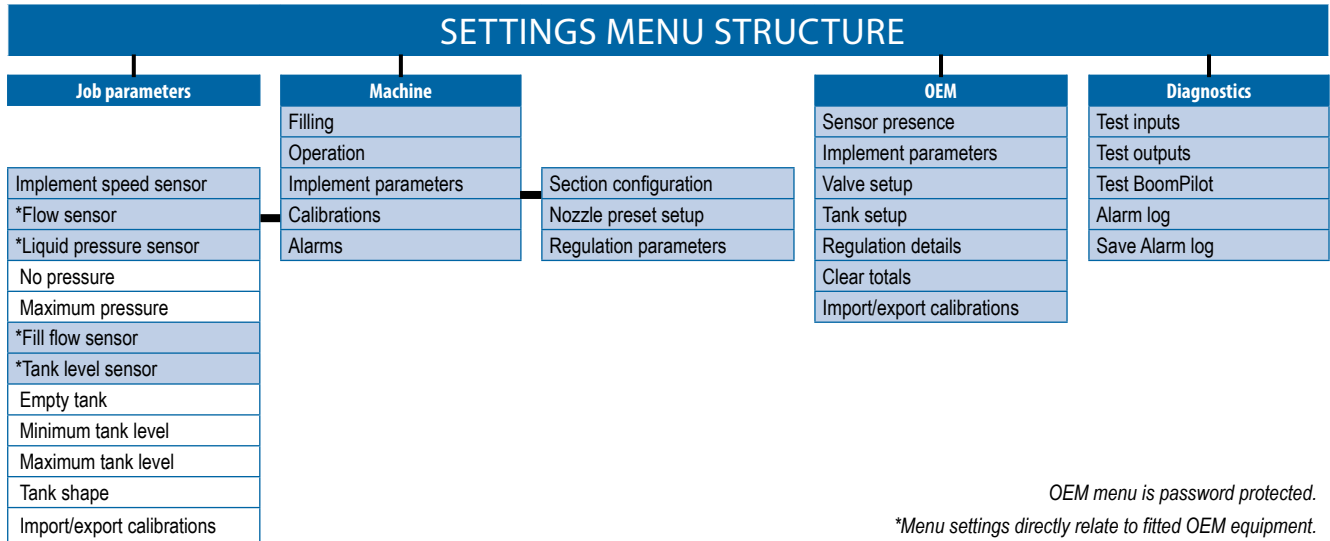 SETTINGS MENU STRUCTURE
Job parameters
Implement speed sensor
*Flow sensor
*Liquid pressure sensor
No pressure
Maximum pressure
*Fill flow sensor
*Tank level sensor
Empty tank
Minimum tank level
Maximum tank level
Tank shape
Import/export calibrations
Machine
Filling
Operation
Implement parameters
Calibrations
Alarms
Section configuration
Nozzle preset setup
Regulation parameters
OEM
Sensor presence
Implement parameters
Valve setup
Tank setup
Regulation details
Clear totals
Import/export calibrations
Diagnostics
Test inputs
Test outputs
Test BoomPilot
Alarm log
Save Alarm log
OEM menu is password protected.
*Menu settings directly relate to fitted OEM equipment.